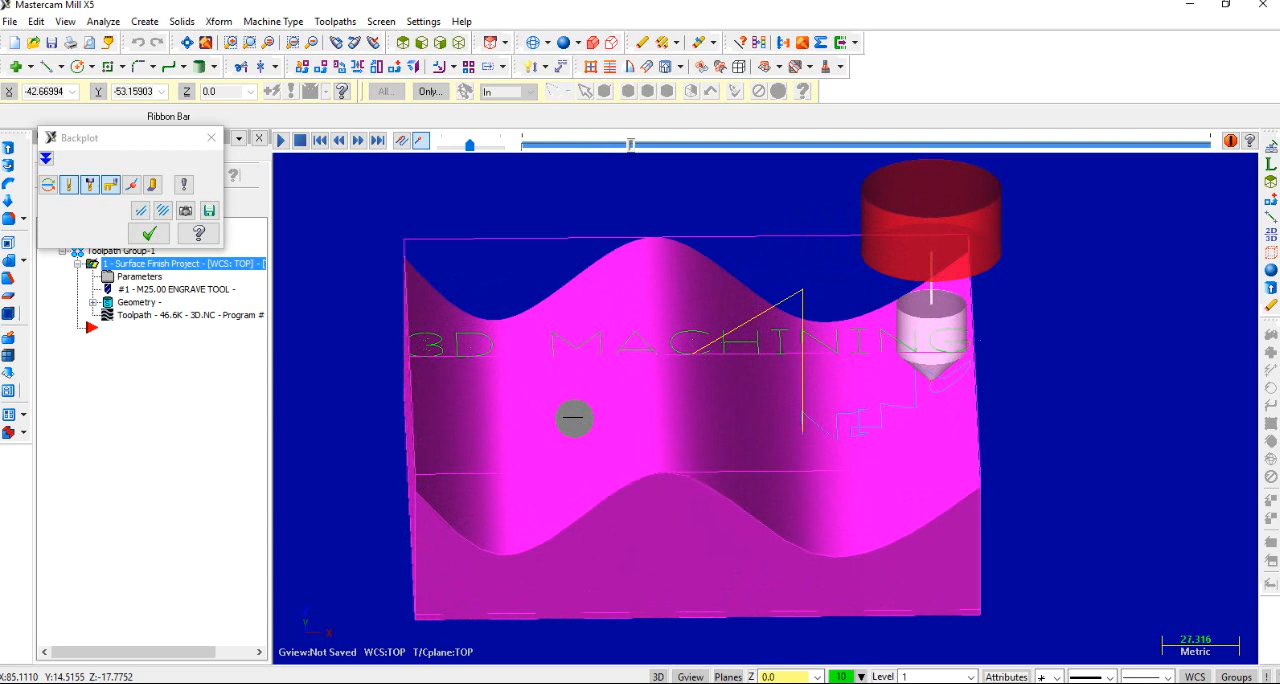 Mastercam Mill X5
File Edit View Analyze Create Solids Xform Machine Type Toolpaths Screen Settings Help
X -42.66994 Y -53.15903 Z 0.0 All... Only... In
Ribbon Bar
Backplot
Toolpath Group-1
1 - Surface Finish Project - [WCS: TOP] - [
Parameters
#1 - M25.00 ENGRAVE TOOL -
Geometry -
Toolpath - 46.6K - 3D.NC - Program #
3D MACHINING
Y
X
27.316
Metric
Gview:Not Saved WCS:TOP T/Cplane:TOP
X:85.1110 Y:14.5155 Z:-17.7752 3D Gview Planes Z 0.0 10 Level 1 Attributes WCS Groups
L
2D
3D